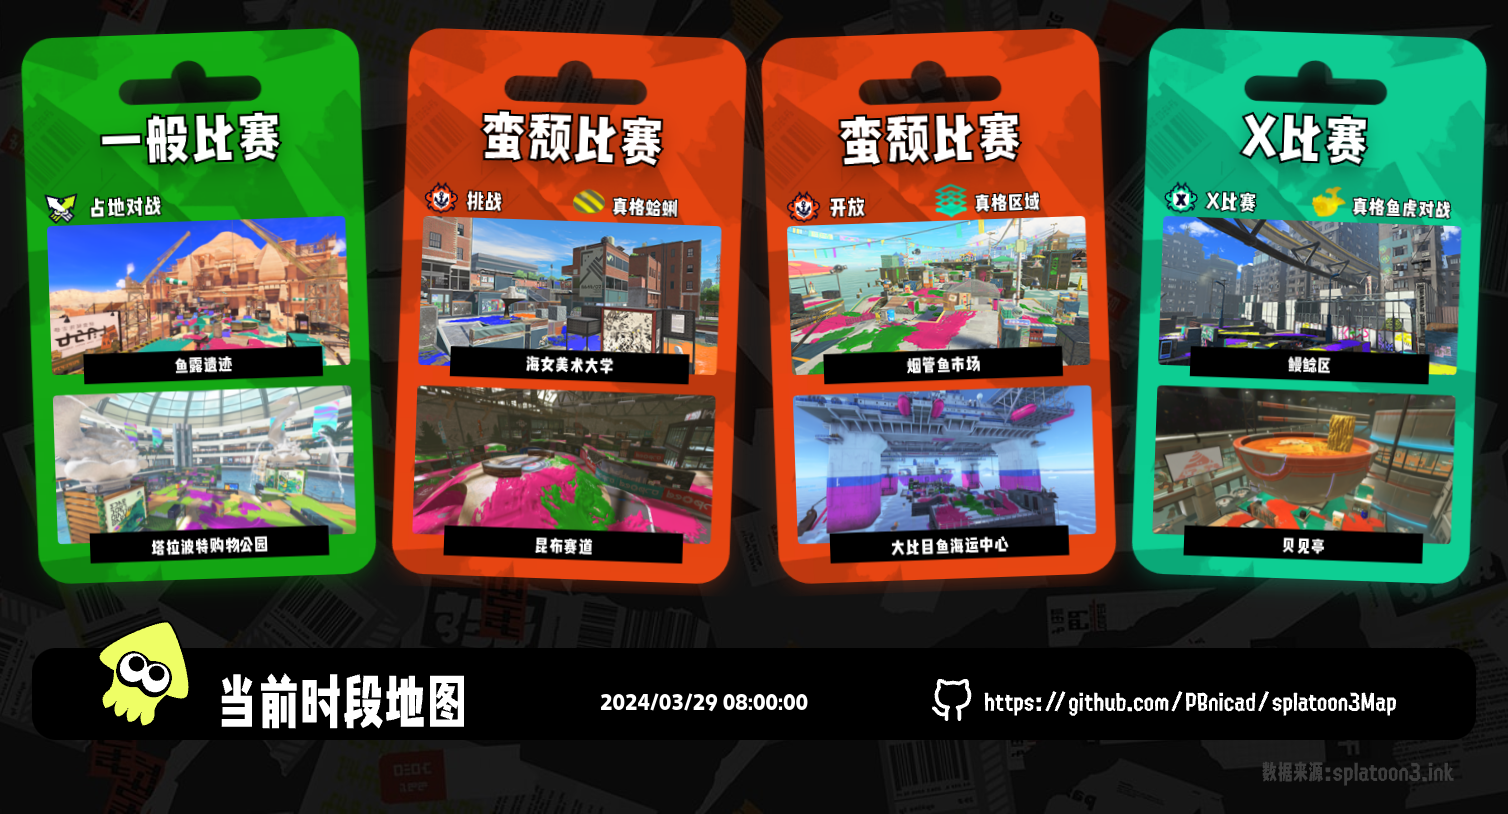 一般比赛
占地对战
鱼露遗迹
塔拉波特购物公园
蛮颓比赛
挑战
真格蛤蜊
海女美术大学
昆布赛道
蛮颓比赛
开放
真格区域
烟管鱼市场
大比目鱼海运中心
X比赛
X比赛
真格鱼虎对战
鳗鲶区
贝见亭
当前时段地图
2024/03/29 08:00:00
https://github.com/PBnicad/splatoon3Map
数据来源:splatoon3.ink